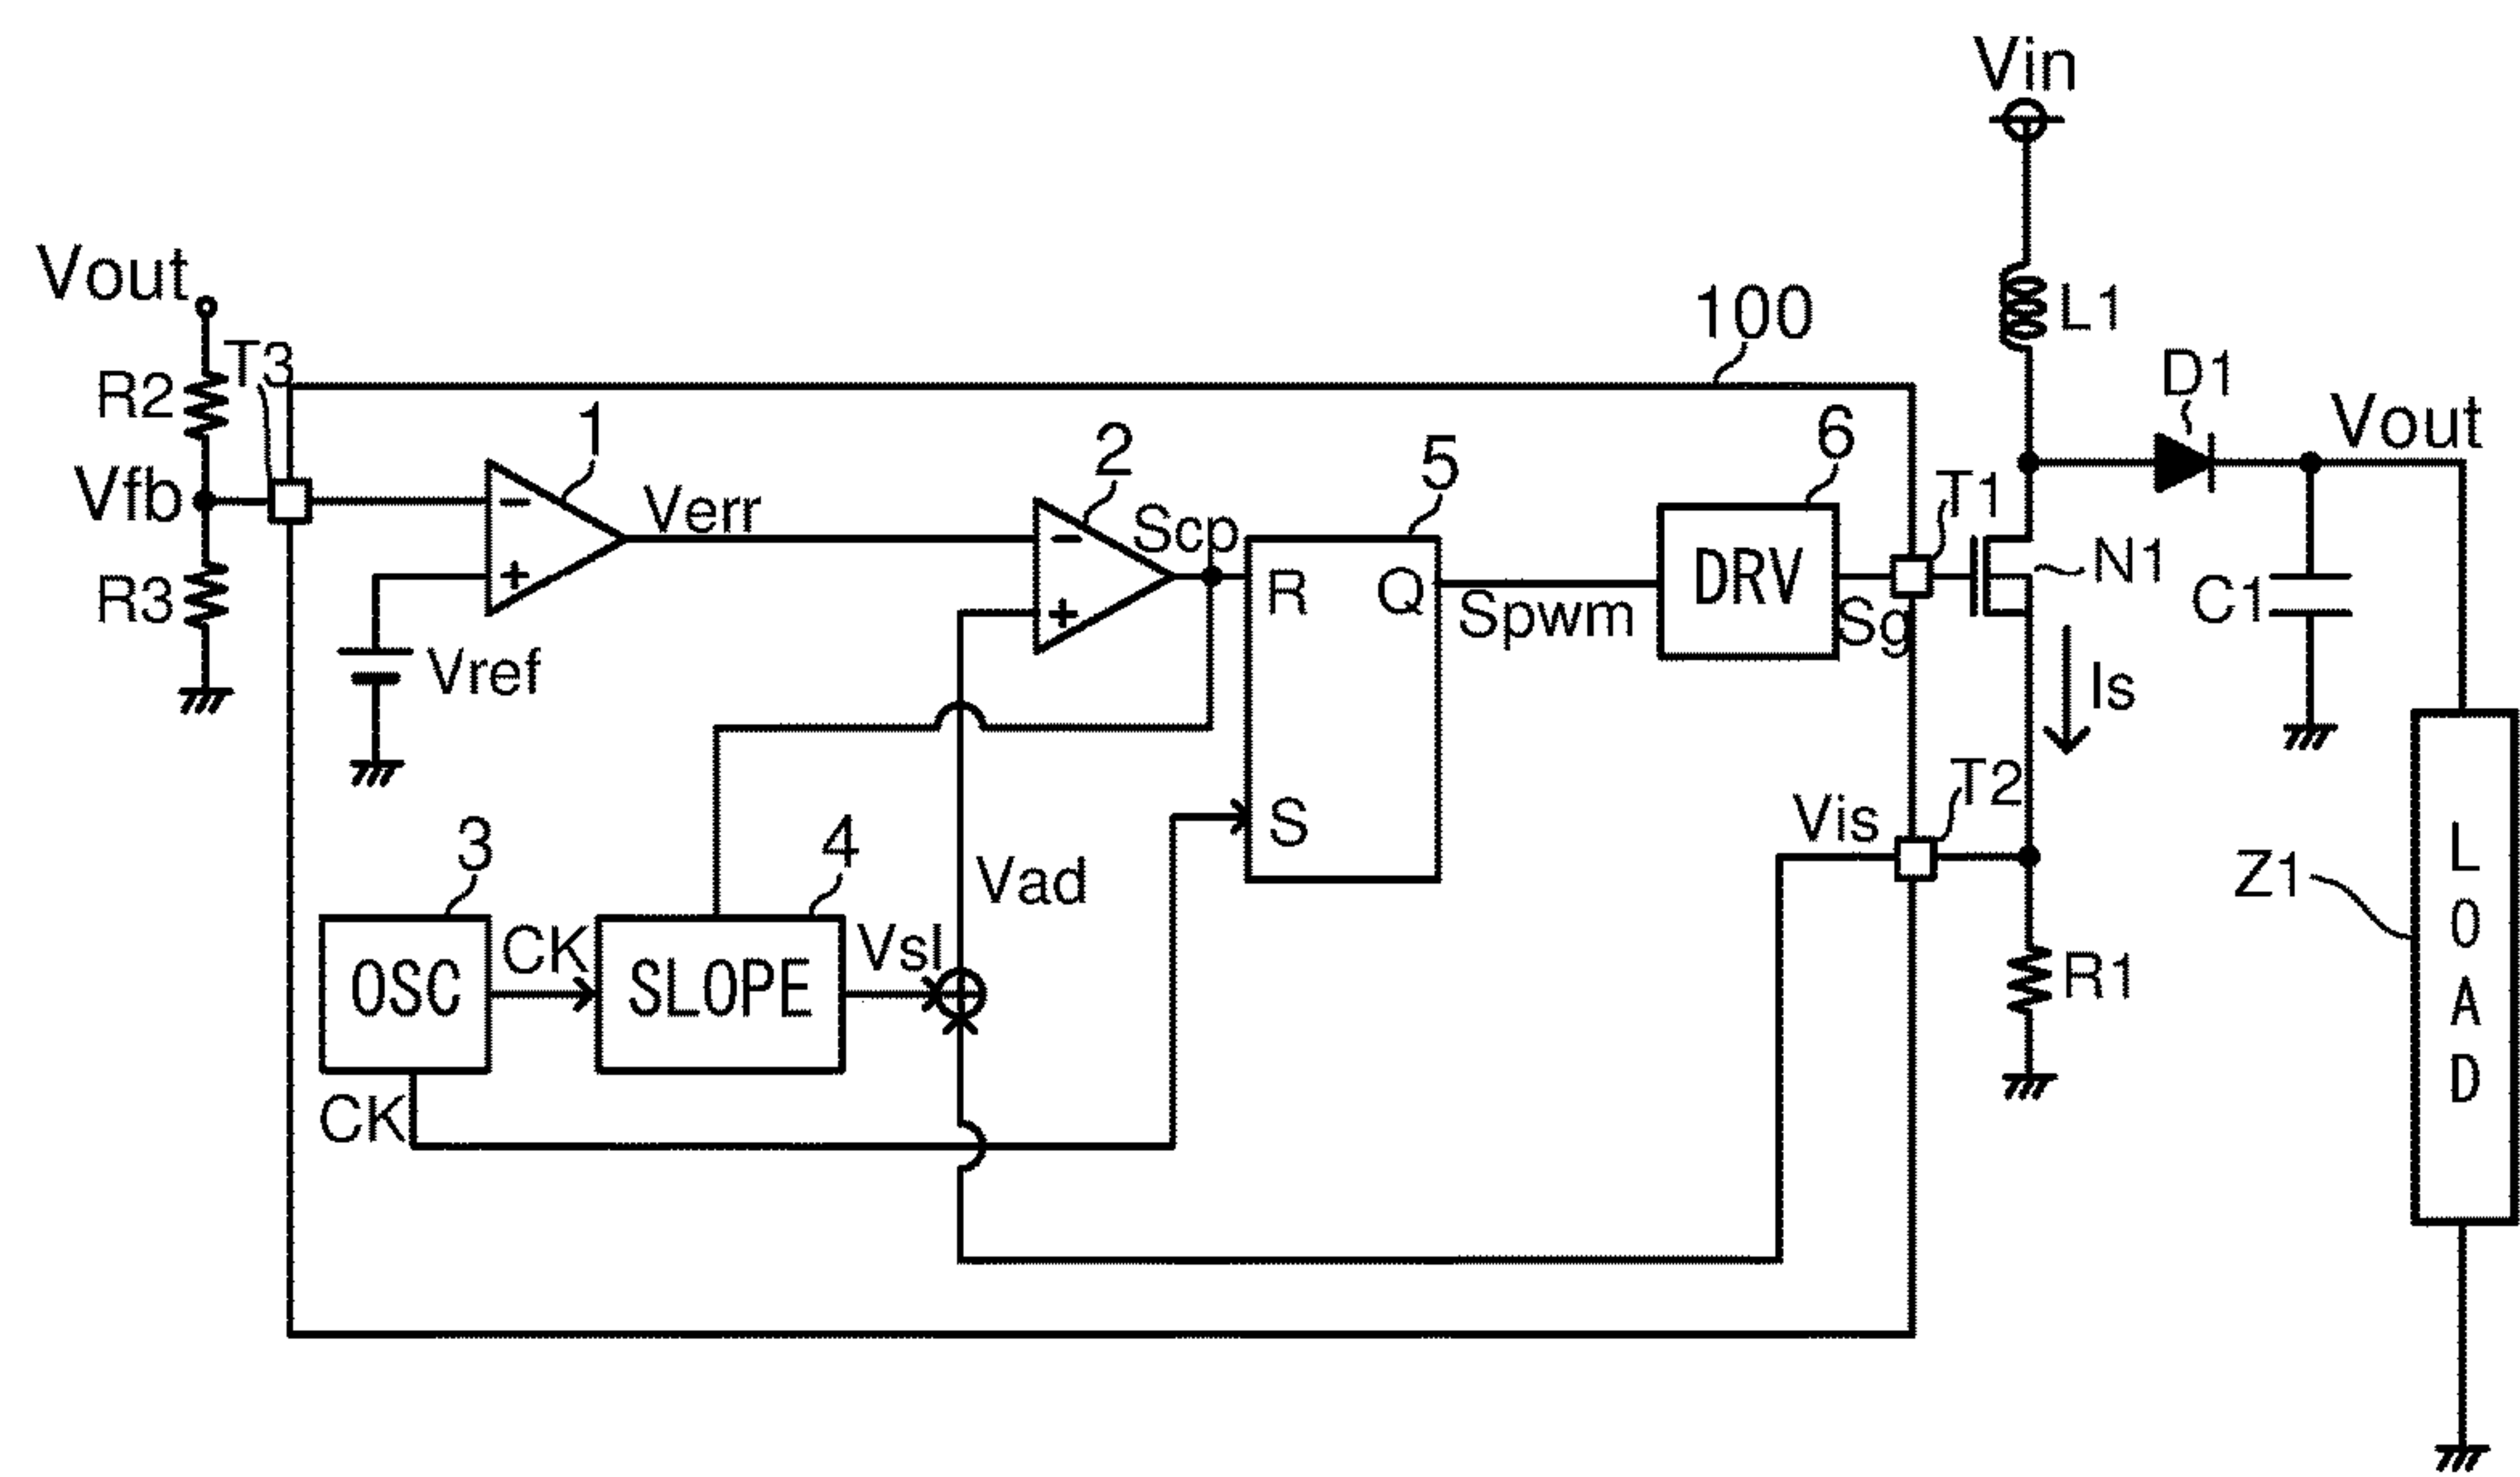 Vin
Vout
100
L1
T3
D1
R2
1
2
5
6
Vout
Vfb
−
Verr
−
Scp
T1
R3
+
+
R
Q
DRV
N1
C1
Spwm
Sg
Vref
Is
T2
3
4
Vad
S
Vis
Z1
LOAD
OSC
CK
SLOPE
Vsl
R1
CK